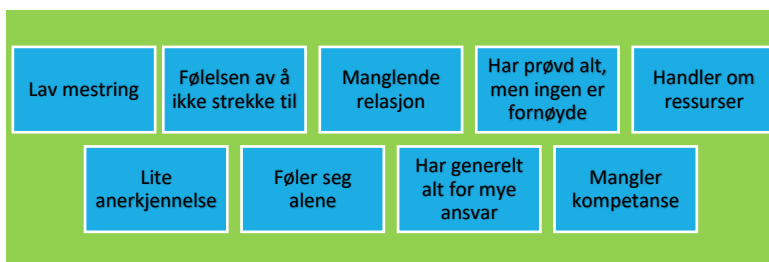 Lav mestring
Følelsen av å
ikke strekke til
Manglende
relasjon
Har prøvd alt,
men ingen er
fornøyde
Handler om
ressurser
Lite
anerkjennelse
Føler seg
alene
Har generelt
alt for mye
ansvar
Mangler
kompetanse